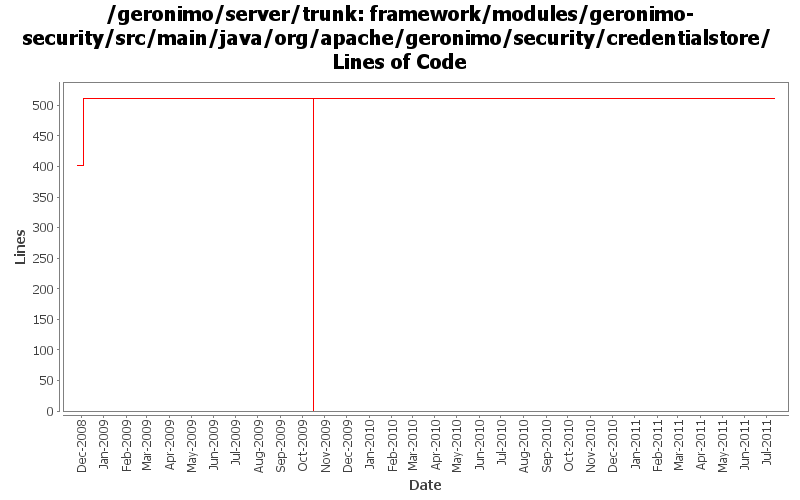 /geronimo/server/trunk: framework/modules/geronimo-
security/src/main/java/org/apache/geronimo/security/credentialstore/
Lines of Code
500
450
400
350
300
250
200
150
100
50
0
Lines
Dec-2008
Jan-2009
Feb-2009
Mar-2009
Apr-2009
May-2009
Jun-2009
Jul-2009
Aug-2009
Sep-2009
Oct-2009
Nov-2009
Dec-2009
Jan-2010
Feb-2010
Mar-2010
Apr-2010
May-2010
Jun-2010
Jul-2010
Aug-2010
Sep-2010
Oct-2010
Nov-2010
Dec-2010
Jan-2011
Feb-2011
Mar-2011
Apr-2011
May-2011
Jun-2011
Jul-2011
Date